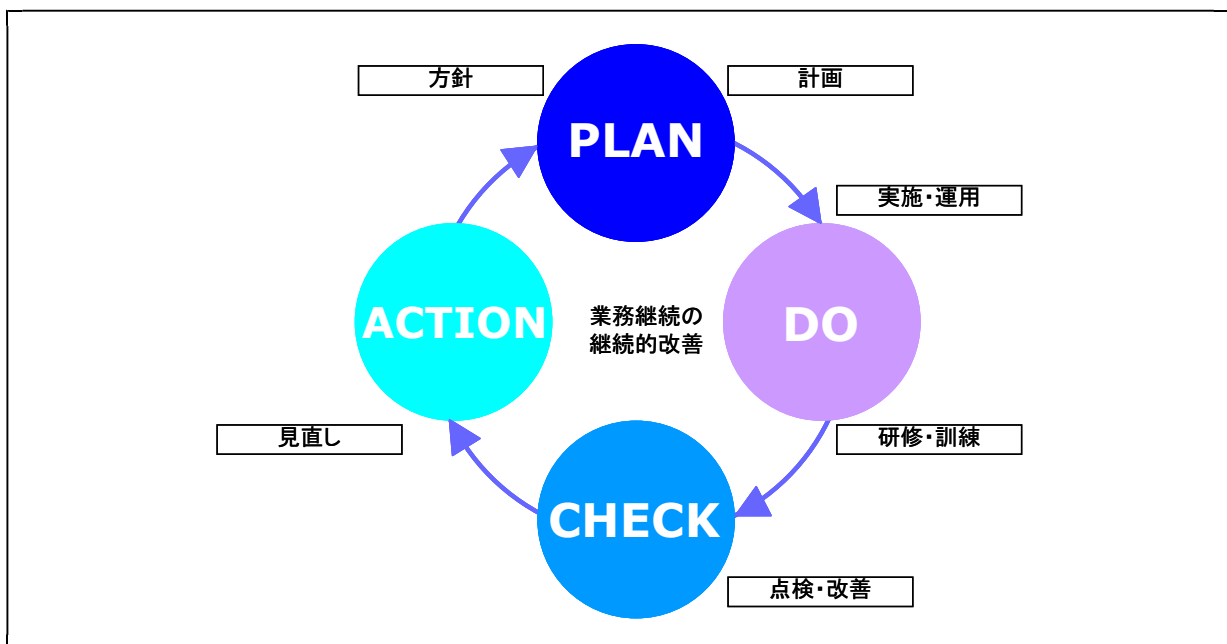 方針
計画
PLAN
実施・運用
ACTION
業務継続の
継続的改善
DO
見直し
研修・訓練
CHECK
点検・改善